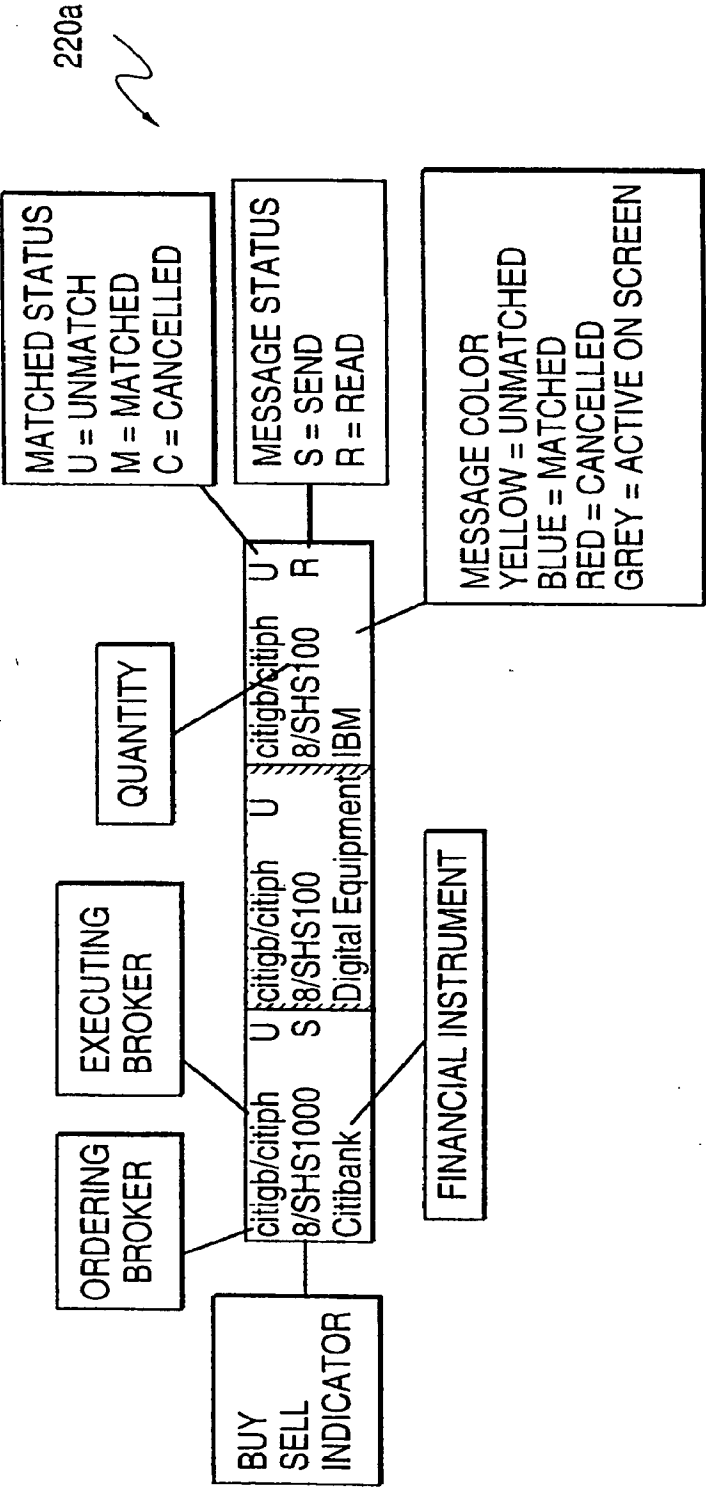 220a
ORDERING
BROKER
EXECUTING
BROKER
QUANTITY
MATCHED STATUS
U = UNMATCH
M = MATCHED
C = CANCELLED
BUY
SELL
INDICATOR
citigb/citiph U
8/SHS1000 S
Citibank
citigb/citiph U
8/SHS100
Digital Equipment
citigb/citiph U
8/SHS100 R
IBM
MESSAGE STATUS
S = SEND
R = READ
FINANCIAL INSTRUMENT
MESSAGE COLOR
YELLOW = UNMATCHED
BLUE = MATCHED
RED = CANCELLED
GREY = ACTIVE ON SCREEN